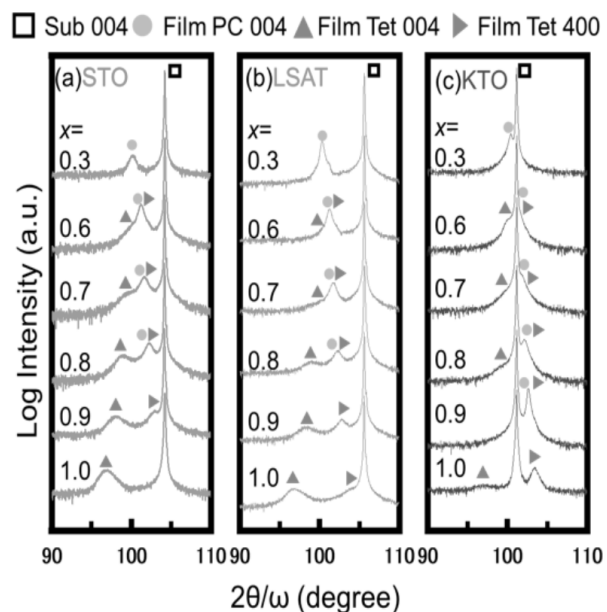 Sub 004 Film PC 004 Film Tet 004 Film Tet 400
(a)STO (b)LSAT (c)KTO
x= x= x=
0.3 0.3 0.3
0.6 0.6 0.6
0.7 0.7 0.7
0.8 0.8 0.8
0.9 0.9 0.9
1.0 1.0 1.0
Log Intensity (a.u.)
90 100 110 90 100 110 90 100 110
2θ/ω (degree)